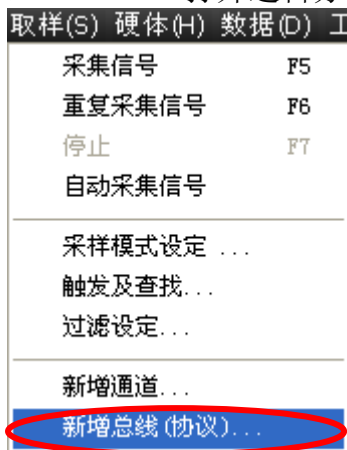 取样(S) 硬体(H) 数据(D)
采集信号 F5
重复采集信号 F6
停止 F7
自动采集信号
采样模式设定 ...
触发及查找...
过滤设定...
新增通道...
新增总线(协议)...